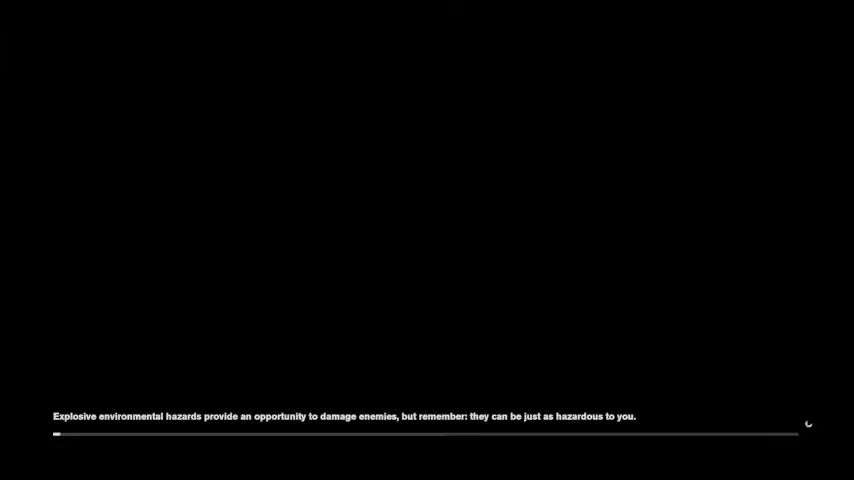 Explosive environmental hazards provide an opportunity to damage enemies, but remember: they can be just as hazardous to you.